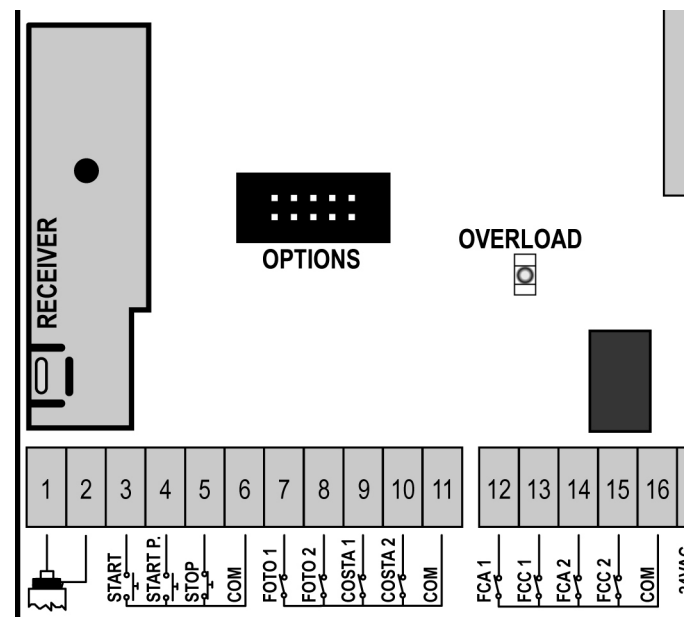 RECEIVER
OPTIONS
OVERLOAD
1 2 3 4 5 6 7 8 9 10 11 12 13 14 15 16
START
START P.
STOP
COM
FOTO 1
FOTO 2
COSTA 1
COSTA 2
COM
FCA 1
FCC 1
FCA 2
FCC 2
COM
24VAC